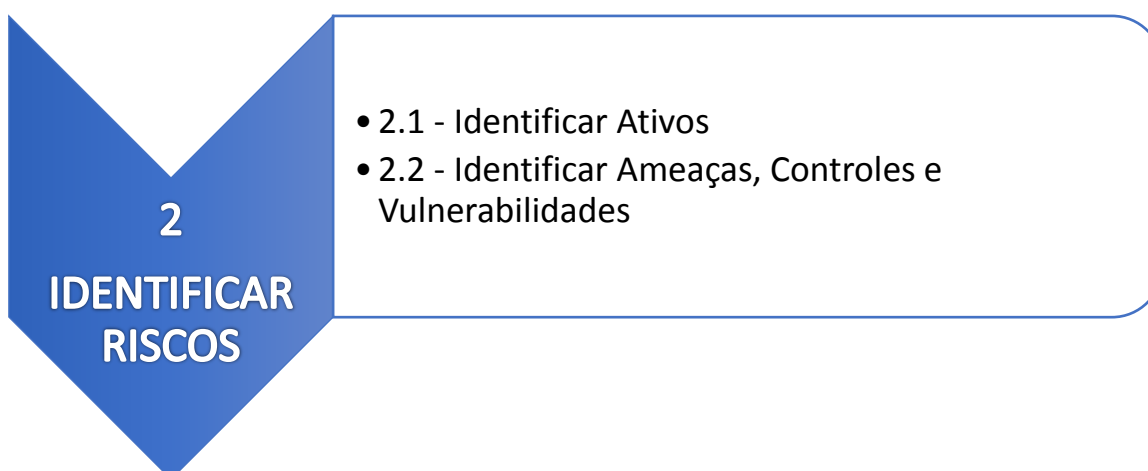 2
IDENTIFICAR
RISCOS
• 2.1 - Identificar Ativos
• 2.2 - Identificar Ameaças, Controles e
Vulnerabilidades